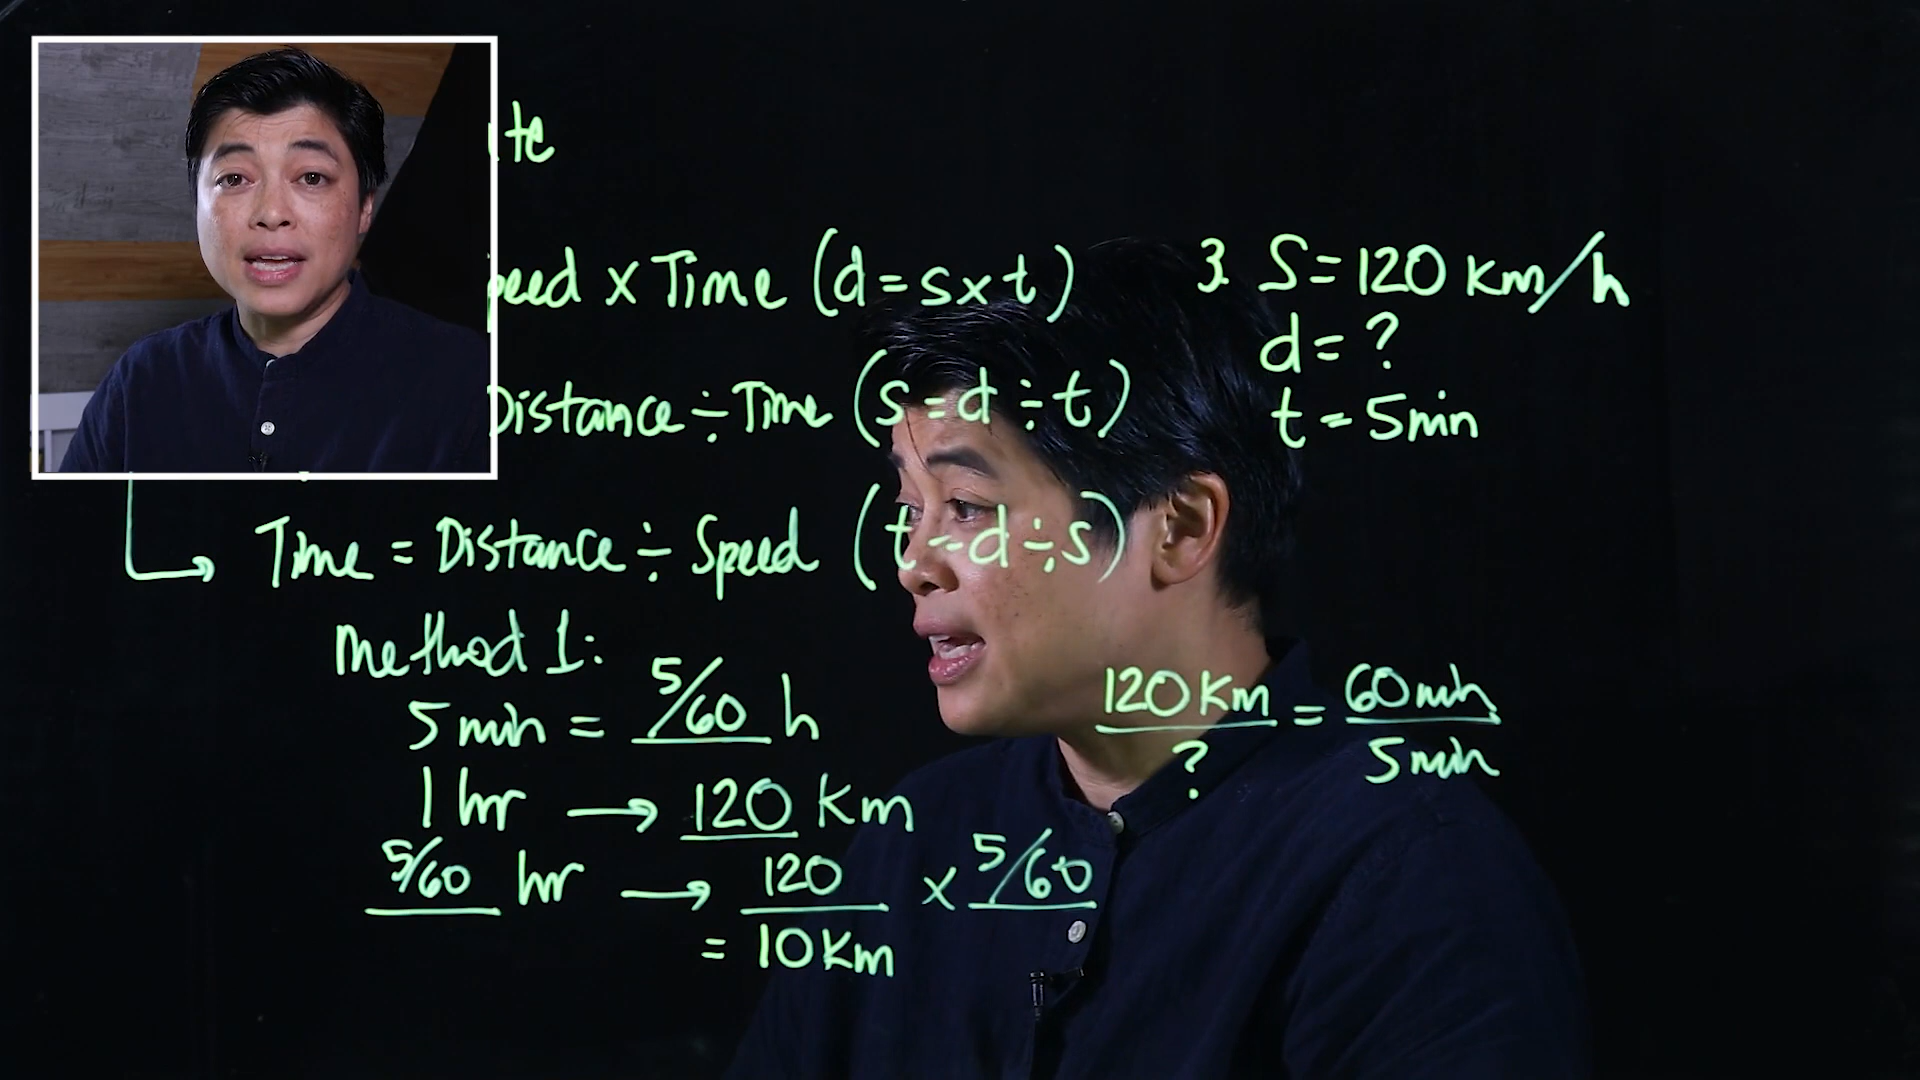 te
peed x Time (d = s x t)
Distance ÷ Time (s = d ÷ t)
Time = Distance ÷ Speed (t = d ÷ s)
3. S = 120 km/h
d = ?
t = 5 min
Method 1:
5 min = 5/60 h
1 hr → 120 Km
5/60 hr → 120 x 5/60
= 10 Km
120 Km = 60 min
? 5 min